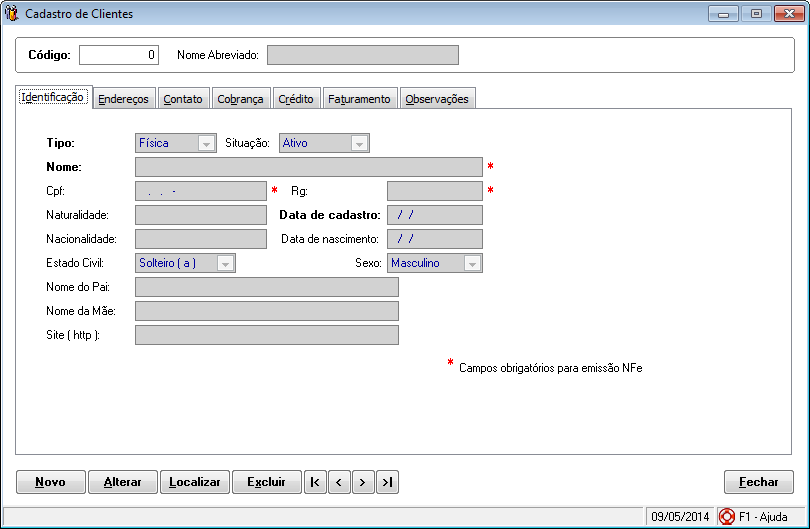 Cadastro de Clientes
Código: 0 Nome Abreviado:
Identificação Endereços Contato Cobrança Crédito Faturamento Observações
Tipo: Física Situação: Ativo
Nome: *
Cpf: . . - * Rg: *
Naturalidade: Data de cadastro: / /
Nacionalidade: Data de nascimento: / /
Estado Civil: Solteiro ( a ) Sexo: Masculino
Nome do Pai:
Nome da Mãe:
Site ( http ):
* Campos obrigatórios para emissão NFe
Novo Alterar Localizar Excluir |< < > >| Fechar
09/05/2014 F1 - Ajuda